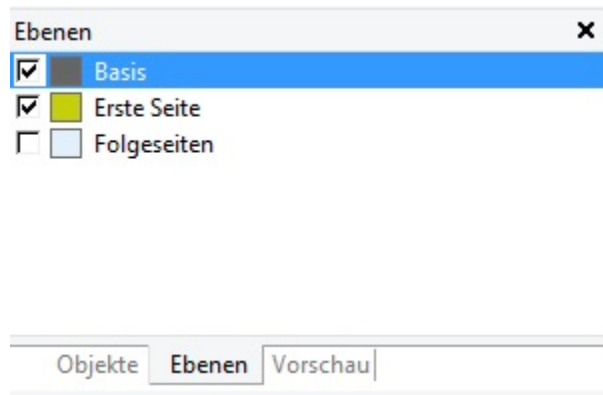 Ebenen
Basis
Erste Seite
Folgeseiten
Objekte Ebenen Vorschau